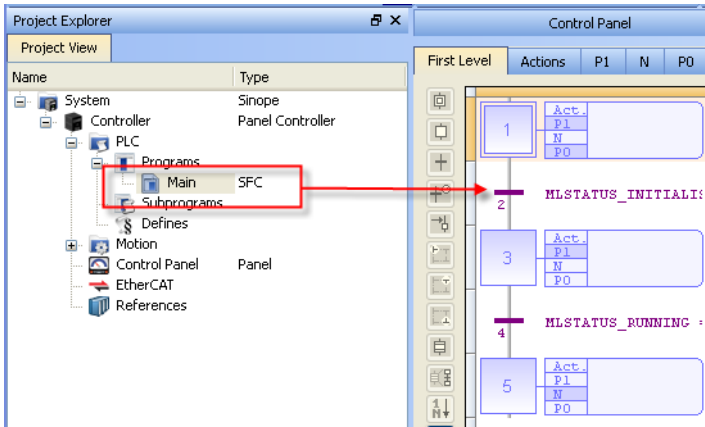 Project Explorer
Project View
Name Type
System Sinope
Controller Panel Controller
PLC
Programs
Main SFC
Subprograms
Defines
Motion
Control Panel Panel
EtherCAT
References
Control Panel
First Level Actions P1 N P0
1
Act.
P1
N
P0
2 MLSTATUS_INITIALIS
3
Act.
P1
N
P0
4 MLSTATUS_RUNNING =
5
Act.
P1
N
P0